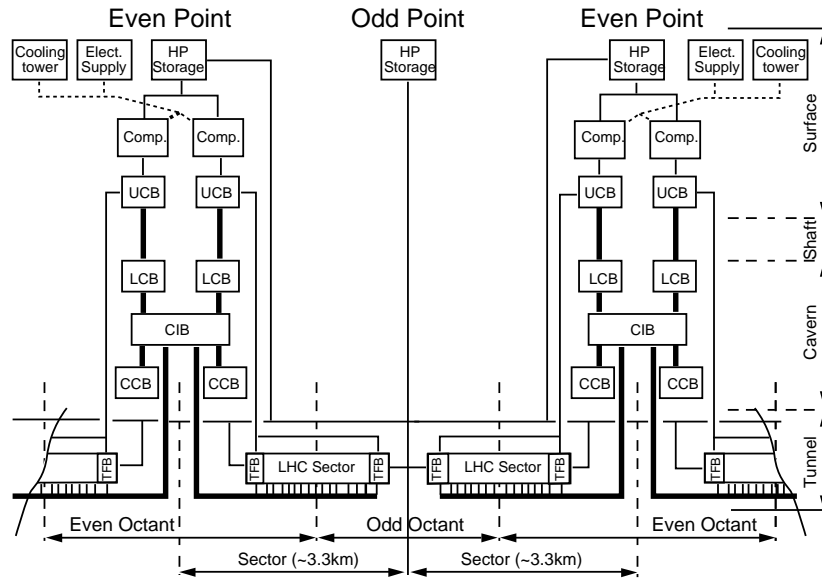 Even Point
Odd Point
Even Point
Cooling
tower
Elect.
Supply
HP
Storage
HP
Storage
HP
Storage
Elect.
Supply
Cooling
tower
Surface
Comp.
Comp.
Comp.
Comp.
UCB
UCB
UCB
UCB
Shaft
LCB
LCB
LCB
LCB
CIB
CIB
Cavern
CCB
CCB
CCB
CCB
Tunnel
TFB
TFB
LHC Sector
TFB
TFB
LHC Sector
TFB
TFB
Even Octant
Odd Octant
Even Octant
Sector (~3.3km)
Sector (~3.3km)